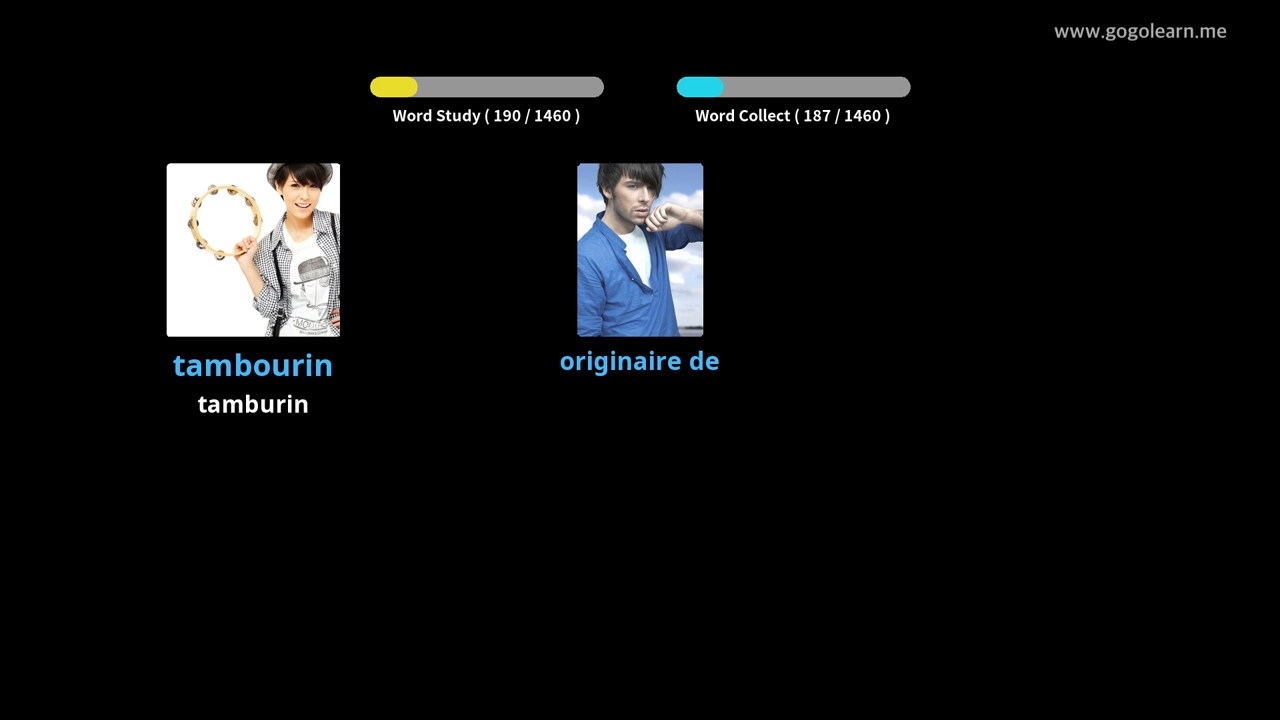 www.gogolearn.me
Word Study ( 190 / 1460 )
Word Collect ( 187 / 1460 )
tambourin
tamburin
originaire de